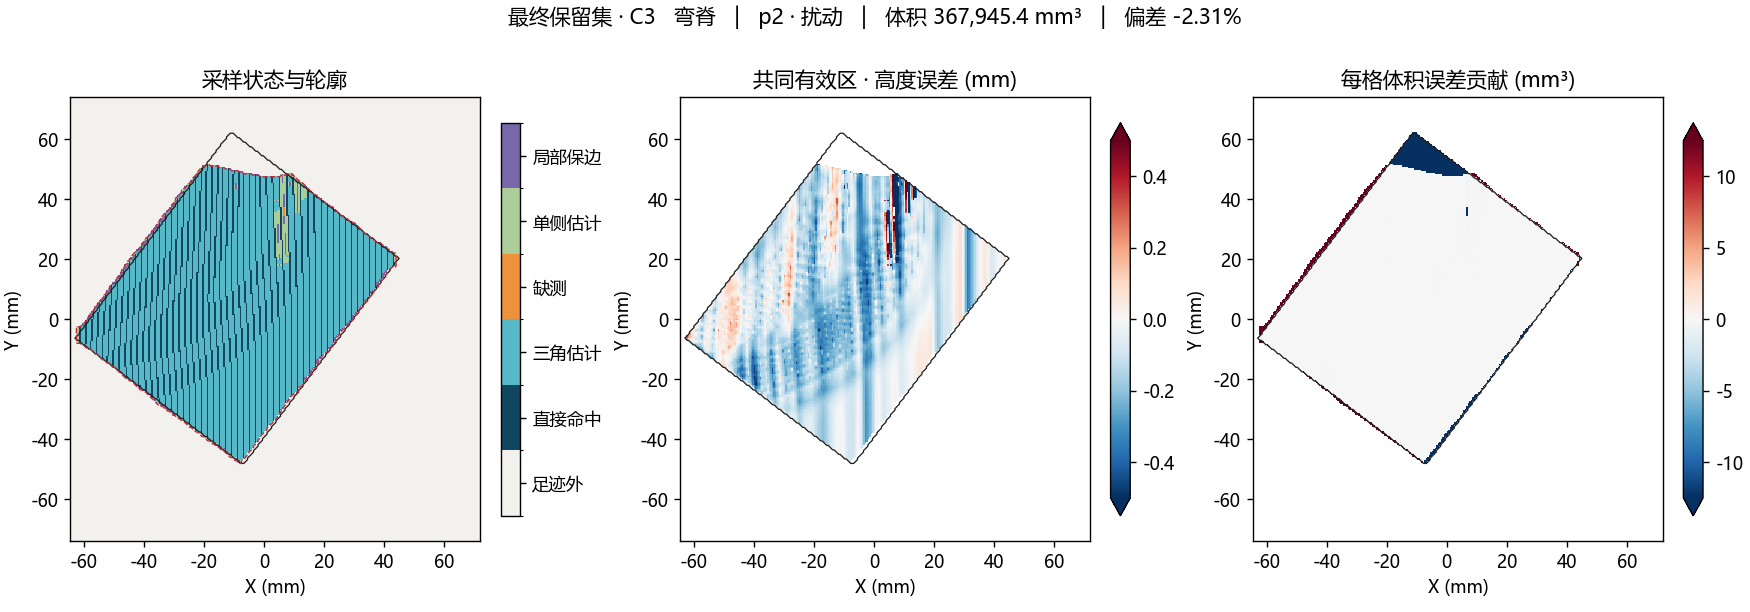 最终保留集 · C3 弯脊 | p2 · 扰动 | 体积 367,945.4 mm³ | 偏差 -2.31%
采样状态与轮廓
60
40
20
0
-20
-40
-60
Y (mm)
-60 -40 -20 0 20 40 60
X (mm)
局部保边
单侧估计
缺测
三角估计
直接命中
足迹外
共同有效区 · 高度误差 (mm)
60
40
20
0
-20
-40
-60
Y (mm)
-60 -40 -20 0 20 40 60
X (mm)
0.4
0.2
0.0
-0.2
-0.4
每格体积误差贡献 (mm³)
60
40
20
0
-20
-40
-60
Y (mm)
-60 -40 -20 0 20 40 60
X (mm)
10
5
0
-5
-10